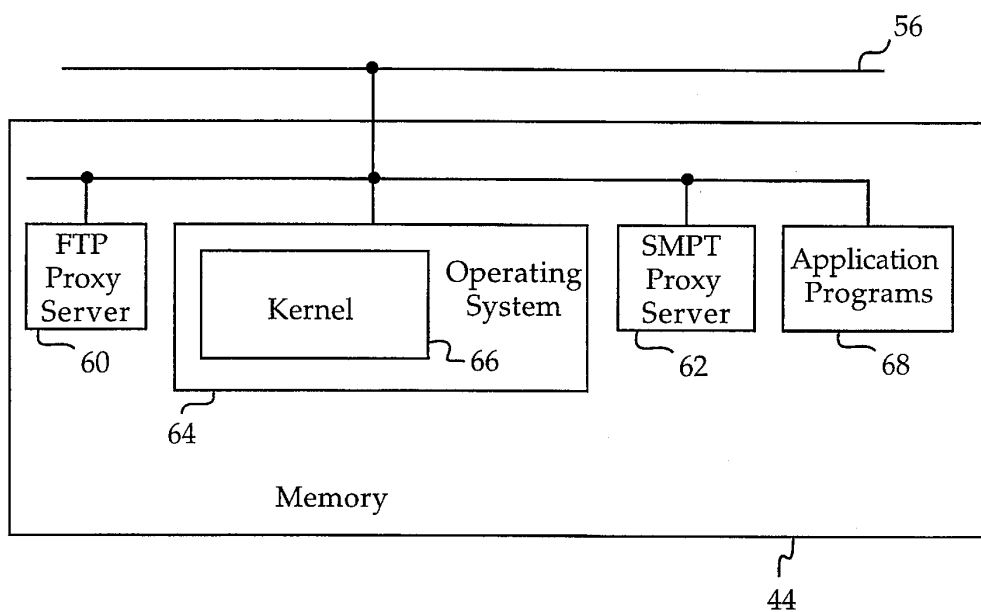 56
FTP
Proxy
Server
60
Kernel
66
Operating
System
64
SMPT
Proxy
Server
62
Application
Programs
68
Memory
44